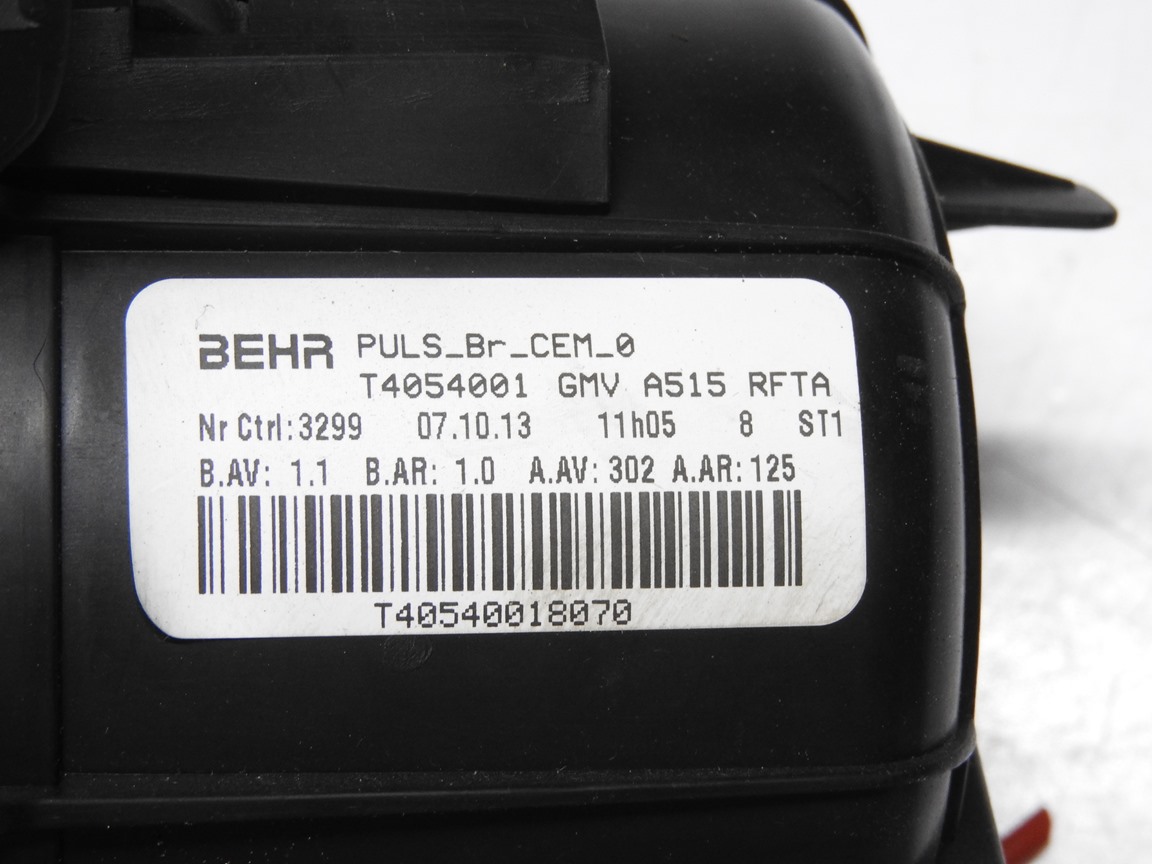 BEHR PULS_Br_CEM_0
T4054001 GMV A515 RFTA
Nr Ctrl:3299 07.10.13 11h05 8 ST1
B.AV: 1.1 B.AR: 1.0 A.AV: 302 A.AR: 125
T40540018070